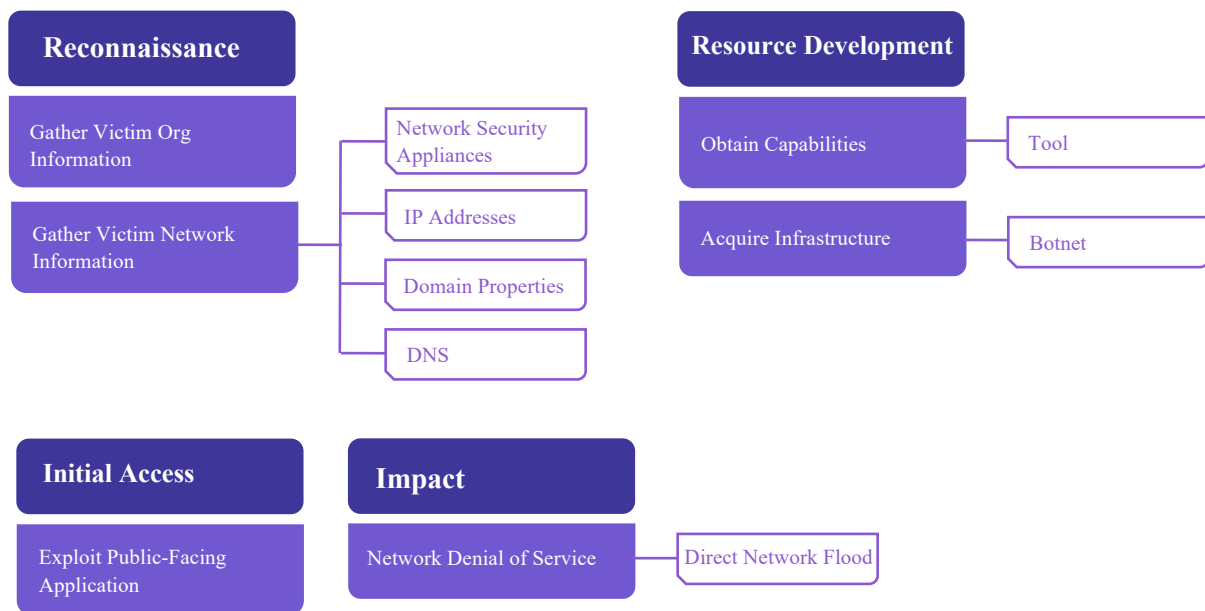 Reconnaissance
Gather Victim Org
Information
Gather Victim Network
Information
Network Security
Appliances
IP Addresses
Domain Properties
DNS
Resource Development
Obtain Capabilities
Tool
Acquire Infrastructure
Botnet
Initial Access
Exploit Public-Facing
Application
Impact
Network Denial of Service
Direct Network Flood